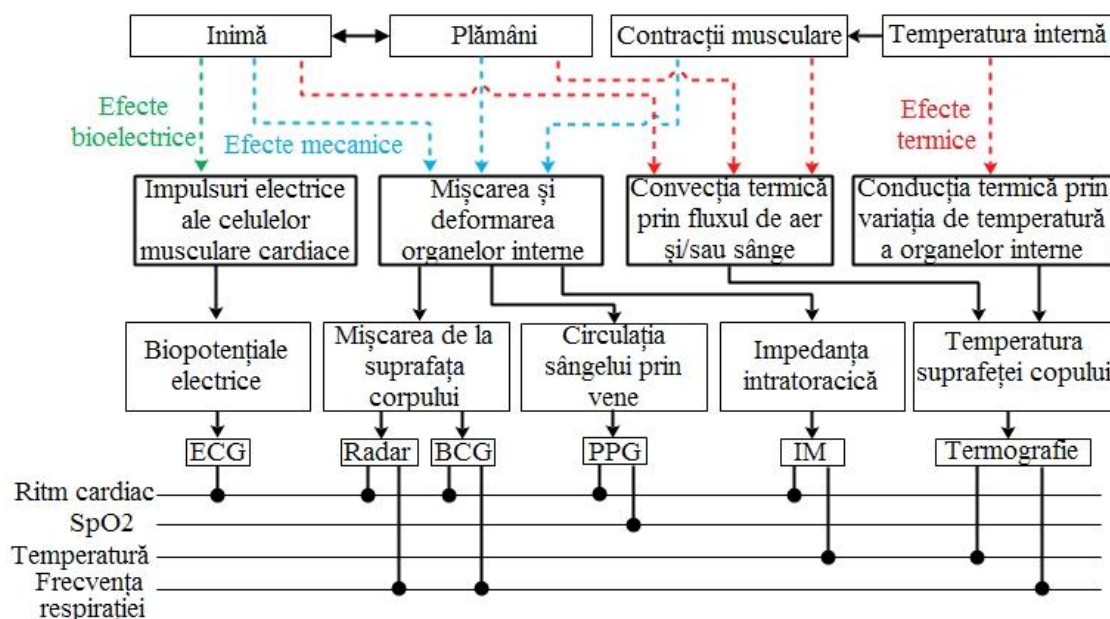 Inimă
Plămâni
Contracții musculare
Temperatura internă
Efecte
bioelectrice
Efecte mecanice
Efecte
termice
Impulsuri electrice
ale celulelor
musculare cardiace
Mișcarea și
deformarea
organelor interne
Convecția termică
prin fluxul de aer
și/sau sânge
Conducția termică prin
variația de temperatură
a organelor interne
Biopotențiale
electrice
Mișcarea de la
suprafața
corpului
Circulația
sângelui prin
vene
Impedanța
intratoracică
Temperatura
suprafeței copului
ECG
Radar
BCG
PPG
IM
Termografie
Ritm cardiac
SpO2
Temperatură
Frecvența
respirației